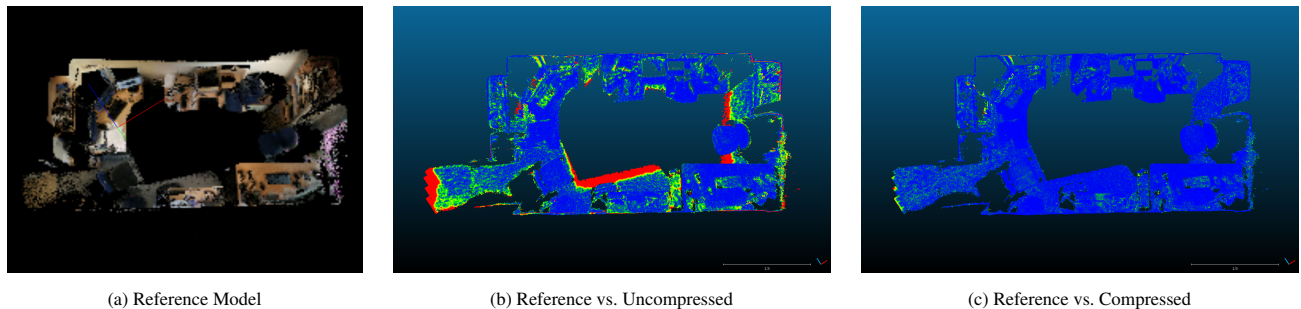 (a) Reference Model
(b) Reference vs. Uncompressed
(c) Reference vs. Compressed